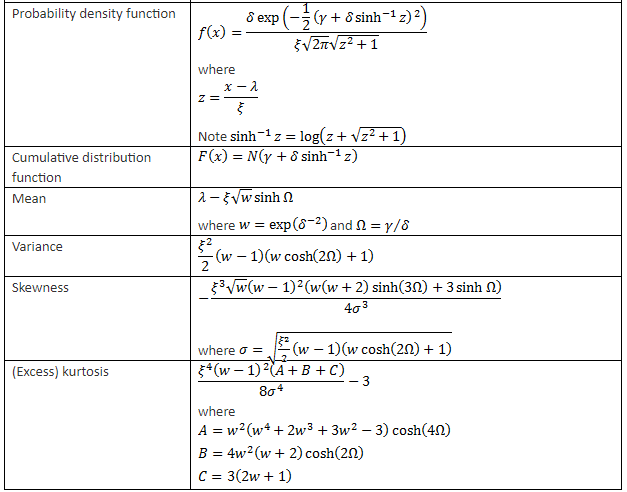 Probability density function
f(x) = δ exp(−1/2(γ + δ sinh⁻¹ z)²) / ξ√2π√z² + 1
where
z = x − λ / ξ
Note sinh⁻¹ z = log(z + √z² + 1)
Cumulative distribution function
F(x) = N(γ + δ sinh⁻¹ z)
Mean
λ − ξ√w sinh Ω
where w = exp(δ⁻²) and Ω = γ/δ
Variance
ξ²/2 (w − 1)(w cosh(2Ω) + 1)
Skewness
− ξ³√w(w − 1)²(w(w + 2) sinh(3Ω) + 3 sinh Ω) / 4σ³
where σ = √ξ²/2 (w − 1)(w cosh(2Ω) + 1)
(Excess) kurtosis
ξ⁴(w − 1)²(A + B + C) / 8σ⁴ − 3
where
A = w²(w⁴ + 2w³ + 3w² − 3) cosh(4Ω)
B = 4w²(w + 2) cosh(2Ω)
C = 3(2w + 1)